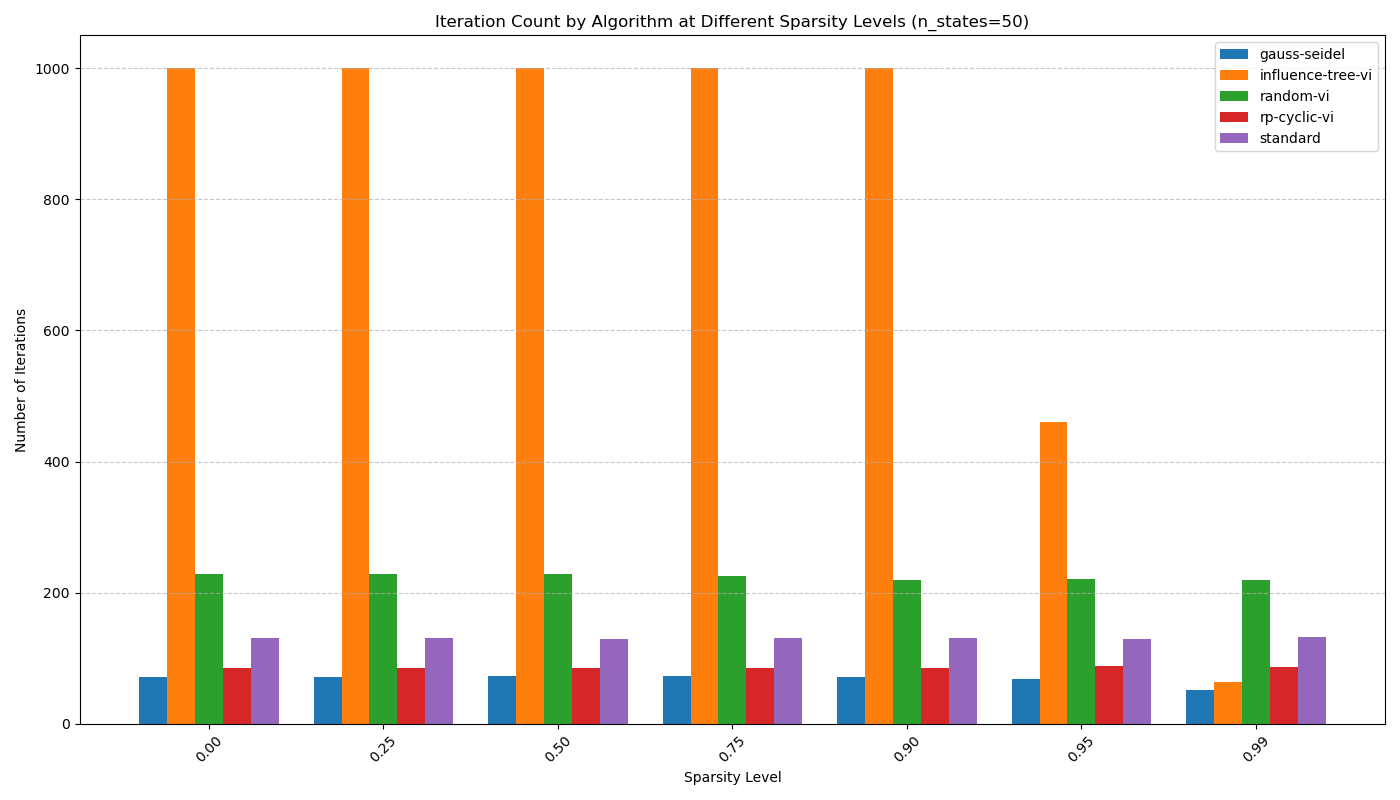 Iteration Count by Algorithm at Different Sparsity Levels (n_states=50)
gauss-seidel
influence-tree-vi
random-vi
rp-cyclic-vi
standard
Number of Iterations
1000
800
600
400
200
0
0.00
0.25
0.50
0.75
0.90
0.95
0.99
Sparsity Level